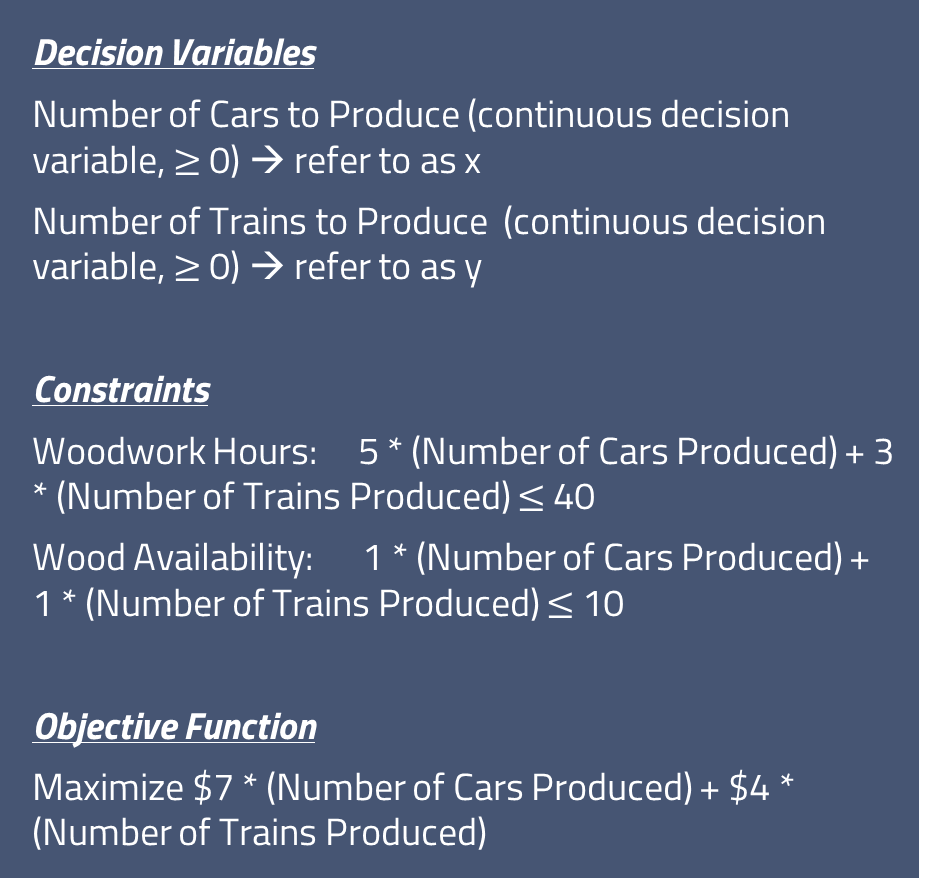 Decision Variables
Number of Cars to Produce (continuous decision
variable, ≥ 0) → refer to as x
Number of Trains to Produce  (continuous decision
variable, ≥ 0) → refer to as y
Constraints
Woodwork Hours:    5 * (Number of Cars Produced) + 3
* (Number of Trains Produced) ≤ 40
Wood Availability:    1 * (Number of Cars Produced) +
1 * (Number of Trains Produced) ≤ 10
Objective Function
Maximize $7 * (Number of Cars Produced) + $4 *
(Number of Trains Produced)